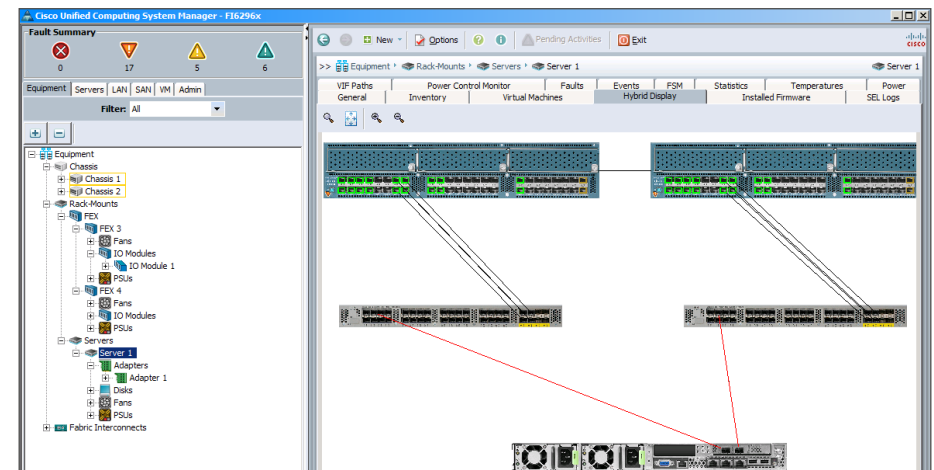 Cisco Unified Computing System Manager - FI6296x
Fault Summary
0 17 5 6
New Options Pending Activities Exit
CISCO
>> Equipment Rack-Mounts Servers Server 1 Server 1
Equipment Servers LAN SAN VM Admin
Filter: All
VIF Paths Power Control Monitor Faults Events FSM Statistics Temperatures Power
General Inventory Virtual Machines Hybrid Display Installed Firmware SEL Logs
Equipment
Chassis
Chassis 1
Chassis 2
Rack-Mounts
FEX
FEX 3
Fans
IO Modules
IO Module 1
PSUs
FEX 4
Fans
IO Modules
PSUs
Servers
Server 1
Adapters
Adapter 1
Disks
Fans
PSUs
Fabric Interconnects